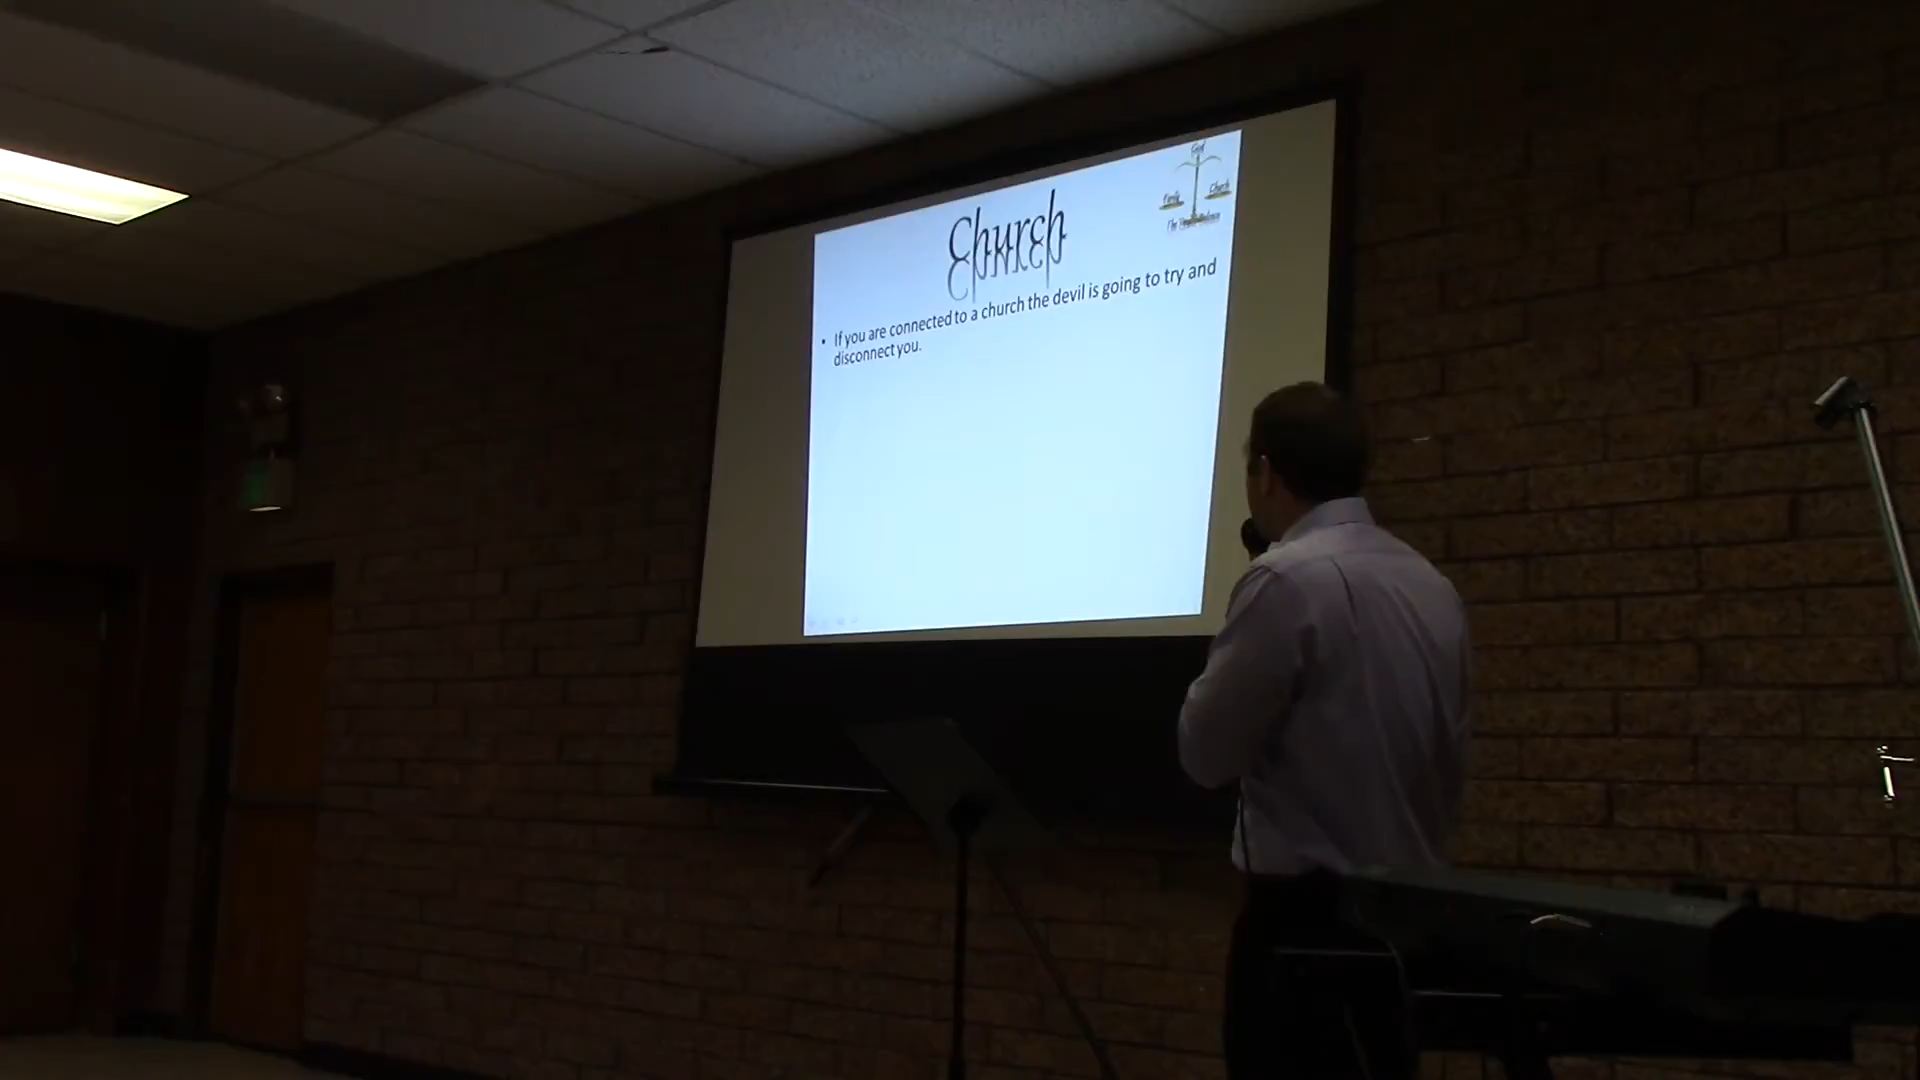 God
Family
Church
Church
• If you are connected to a church the devil is going to try and
disconnect you.